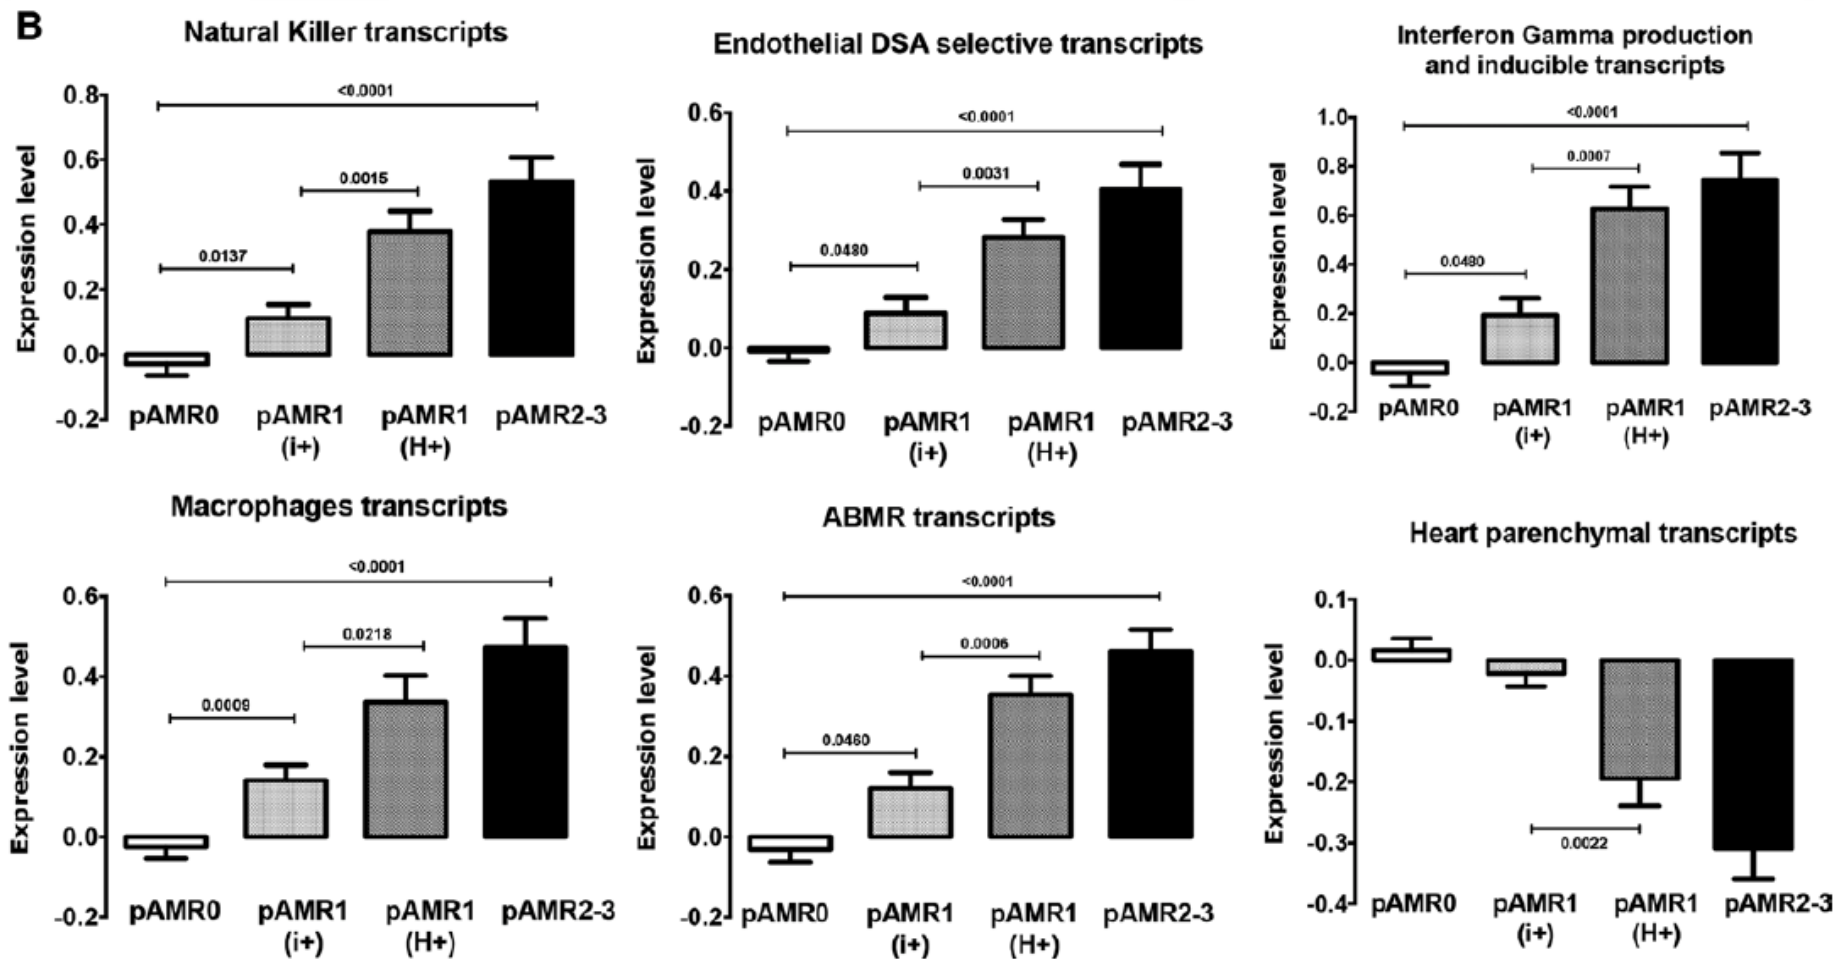 B
Natural Killer transcripts
Expression level
0.8
0.6
0.4
0.2
0.0
-0.2
<0.0001
0.0015
0.0137
pAMR0
pAMR1
(i+)
pAMR1
(H+)
pAMR2-3
Endothelial DSA selective transcripts
Expression level
0.6
0.4
0.2
0.0
-0.2
<0.0001
0.0031
0.0480
pAMR0
pAMR1
(i+)
pAMR1
(H+)
pAMR2-3
Interferon Gamma production
and inducible transcripts
Expression level
1.0
0.8
0.6
0.4
0.2
0.0
-0.2
<0.0001
0.0007
0.0480
pAMR0
pAMR1
(i+)
pAMR1
(H+)
pAMR2-3
Macrophages transcripts
Expression level
0.6
0.4
0.2
0.0
-0.2
<0.0001
0.0218
0.0009
pAMR0
pAMR1
(i+)
pAMR1
(H+)
pAMR2-3
ABMR transcripts
Expression level
0.6
0.4
0.2
0.0
-0.2
<0.0001
0.0006
0.0460
pAMR0
pAMR1
(i+)
pAMR1
(H+)
pAMR2-3
Heart parenchymal transcripts
Expression level
0.1
0.0
-0.1
-0.2
-0.3
-0.4
0.0022
pAMR0
pAMR1
(i+)
pAMR1
(H+)
pAMR2-3